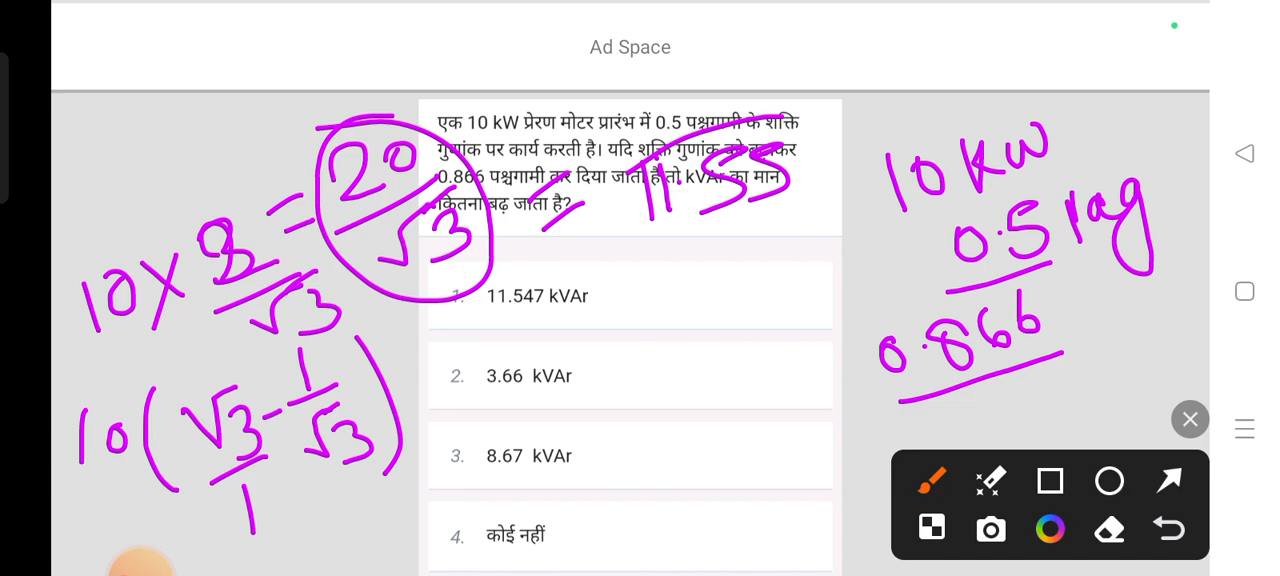 Ad Space
एक 10 kW प्रेरण मोटर प्रारंभ में 0.5 पश्चगामी के शक्ति
गुणांक पर कार्य करती है। यदि शक्ति गुणांक को बढ़ाकर
0.866 पश्चगामी कर दिया जाता है तो kVAr का मान
कितना बढ़ जाता है?
1. 11.547 kVAr
2. 3.66 kVAr
3. 8.67 kVAr
4. कोई नहीं
10 × 2/√3 = 20/√3 = 11.55
10(√3/1 - 1/√3)
10 kW
0.5 lag
0.866